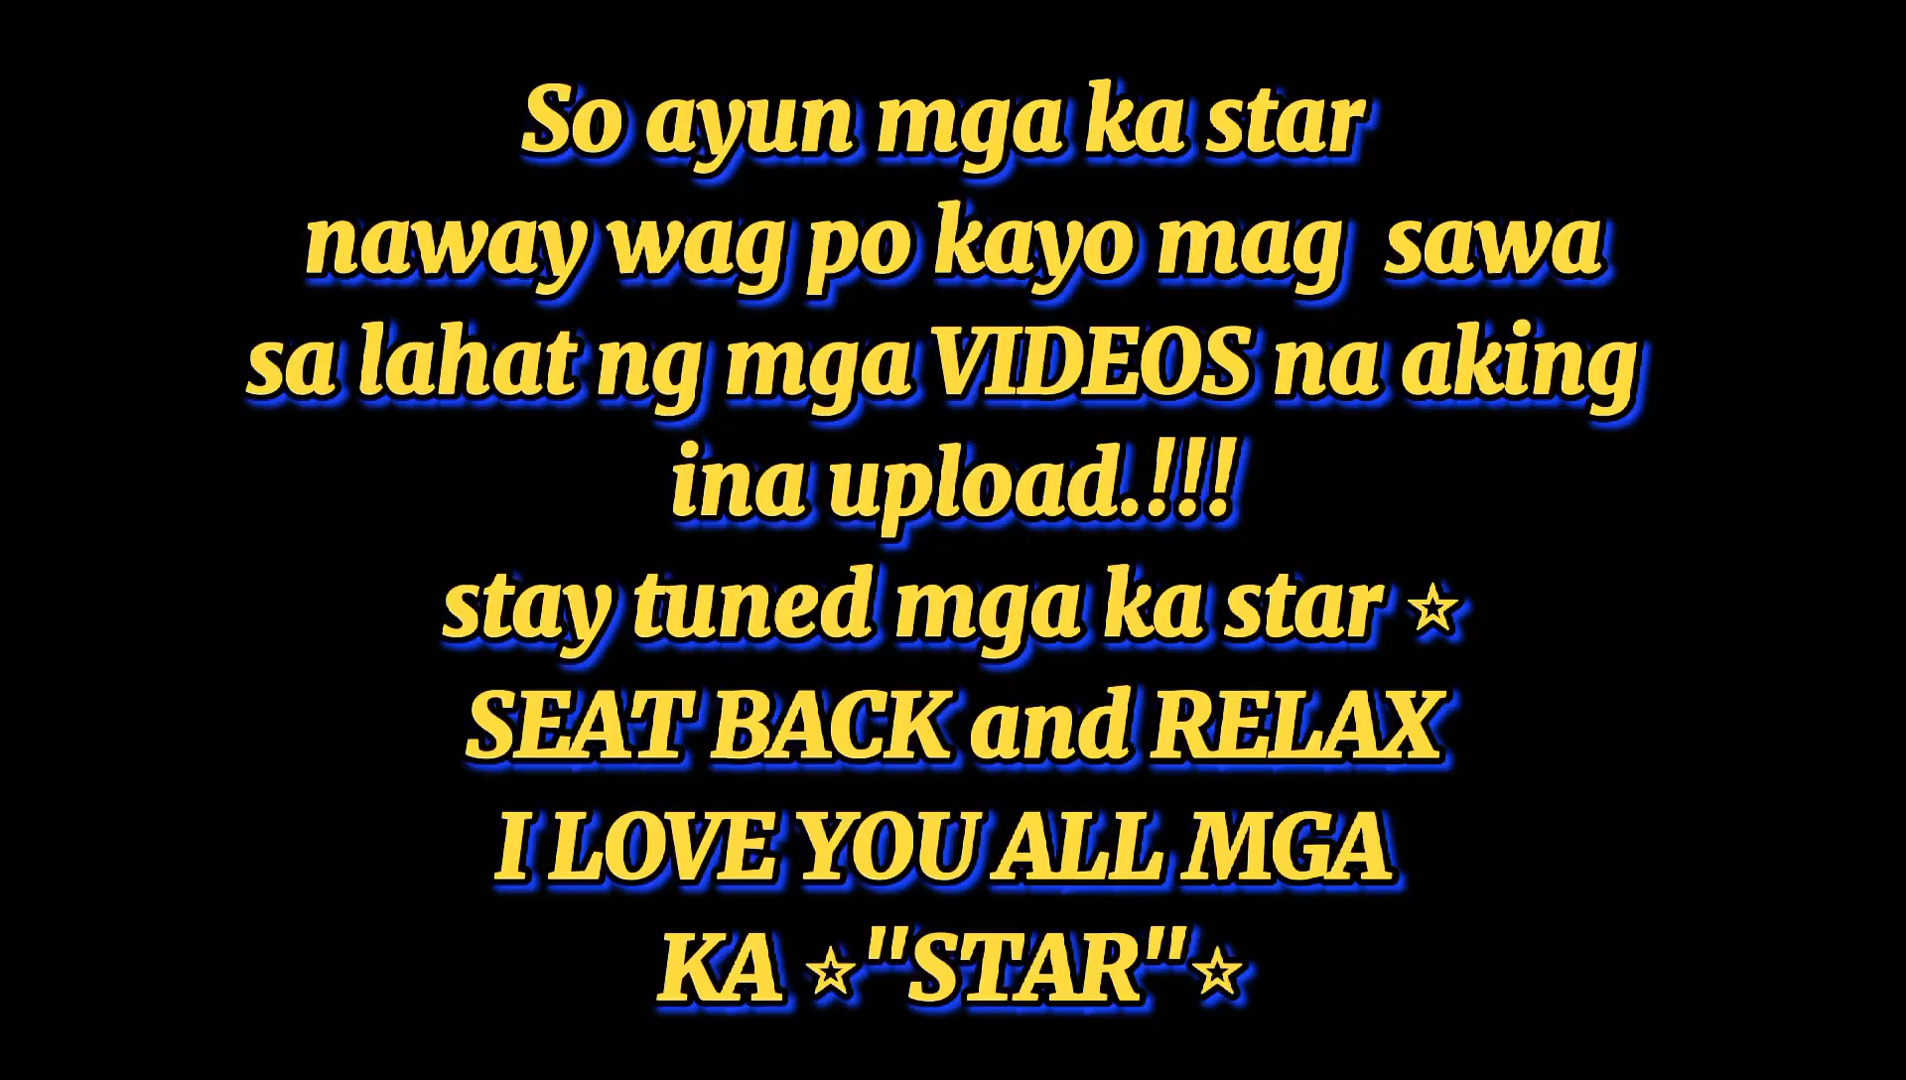 So ayun mga ka star
naway wag po kayo mag  sawa
sa lahat ng mga VIDEOS na aking
ina upload.!!!
stay tuned mga ka star ⭐
SEAT BACK and RELAX
I LOVE YOU ALL MGA
KA ⭐"STAR"⭐